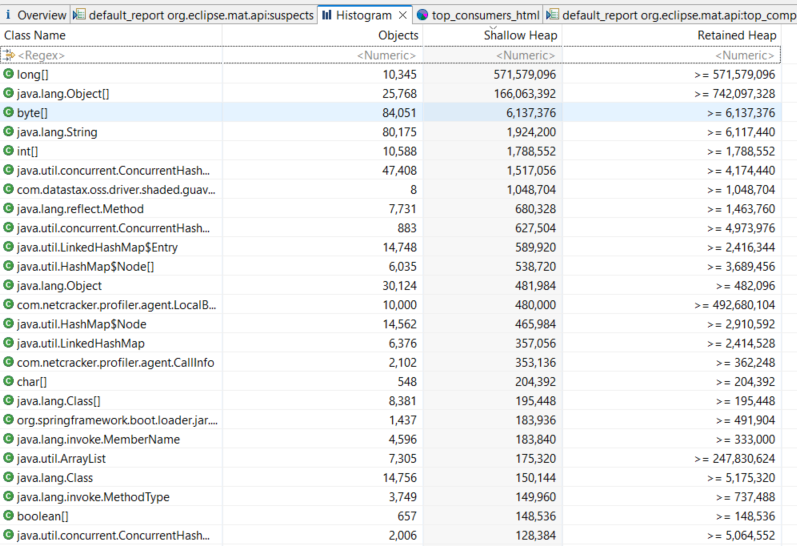 Overview default_report org.eclipse.mat.api:suspects Histogram top_consumers_html default_report org.eclipse.mat.api:top_comp
Class Name Objects Shallow Heap Retained Heap
<Regex> <Numeric> <Numeric> <Numeric>
long[] 10,345 571,579,096 >= 571,579,096
java.lang.Object[] 25,768 166,063,392 >= 742,097,328
byte[] 84,051 6,137,376 >= 6,137,376
java.lang.String 80,175 1,924,200 >= 6,117,440
int[] 10,588 1,788,552 >= 1,788,552
java.util.concurrent.ConcurrentHash... 47,408 1,517,056 >= 4,174,440
com.datastax.oss.driver.shaded.guav... 8 1,048,704 >= 1,048,704
java.lang.reflect.Method 7,731 680,328 >= 1,463,760
java.util.concurrent.ConcurrentHash... 883 627,504 >= 4,973,976
java.util.LinkedHashMap$Entry 14,748 589,920 >= 2,416,344
java.util.HashMap$Node[] 6,035 538,720 >= 3,689,456
java.lang.Object 30,124 481,984 >= 482,096
com.netcracker.profiler.agent.LocalB... 10,000 480,000 >= 492,680,104
java.util.HashMap$Node 14,562 465,984 >= 2,910,592
java.util.LinkedHashMap 6,376 357,056 >= 2,414,528
com.netcracker.profiler.agent.CallInfo 2,102 353,136 >= 362,248
char[] 548 204,392 >= 204,392
java.lang.Class[] 8,381 195,448 >= 195,448
org.springframework.boot.loader.jar.... 1,437 183,936 >= 491,904
java.lang.invoke.MemberName 4,596 183,840 >= 333,000
java.util.ArrayList 7,305 175,320 >= 247,830,624
java.lang.Class 14,756 150,144 >= 5,175,320
java.lang.invoke.MethodType 3,749 149,960 >= 737,488
boolean[] 657 148,536 >= 148,536
java.util.concurrent.ConcurrentHash... 2,006 128,384 >= 5,064,552